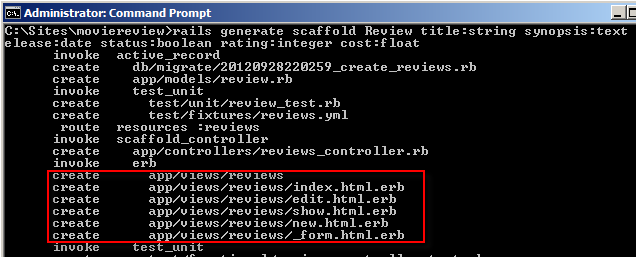 Administrator: Command Prompt
C:\Sites\moviereview>rails generate scaffold Review title:string synopsis:text
elease:date status:boolean rating:integer cost:float
invoke active_record
create db/migrate/20120928220259_create_reviews.rb
create app/models/review.rb
invoke test_unit
create test/unit/review_test.rb
create test/fixtures/reviews.yml
route resources :reviews
invoke scaffold_controller
create app/controllers/reviews_controller.rb
invoke erb
create app/views/reviews
create app/views/reviews/index.html.erb
create app/views/reviews/edit.html.erb
create app/views/reviews/show.html.erb
create app/views/reviews/new.html.erb
create app/views/reviews/_form.html.erb
invoke test_unit